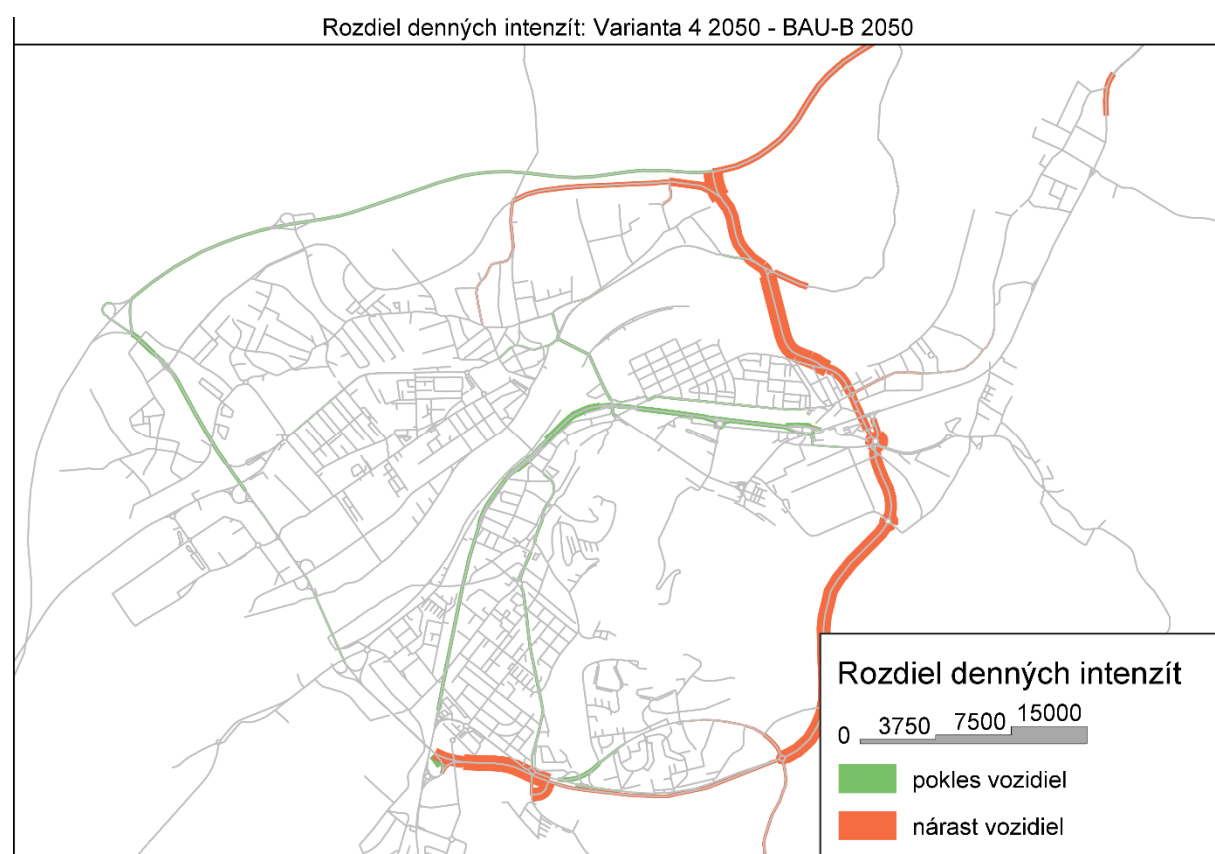 Rozdiel denných intenzít: Varianta 4 2050 - BAU-B 2050
Rozdiel denných intenzít
0 3750 7500 15000
pokles vozidiel
nárast vozidiel